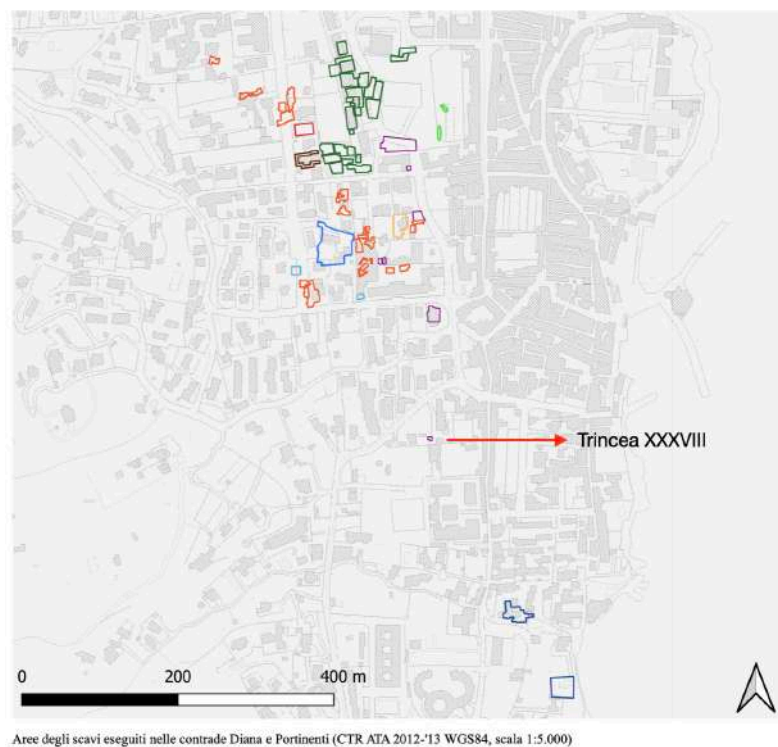 Trincea XXXVIII
0 200 400 m
Aree degli scavi eseguiti nelle contrade Diana e Portinenti (CTR ATA 2012-'13 WGS84, scala 1:5.000)